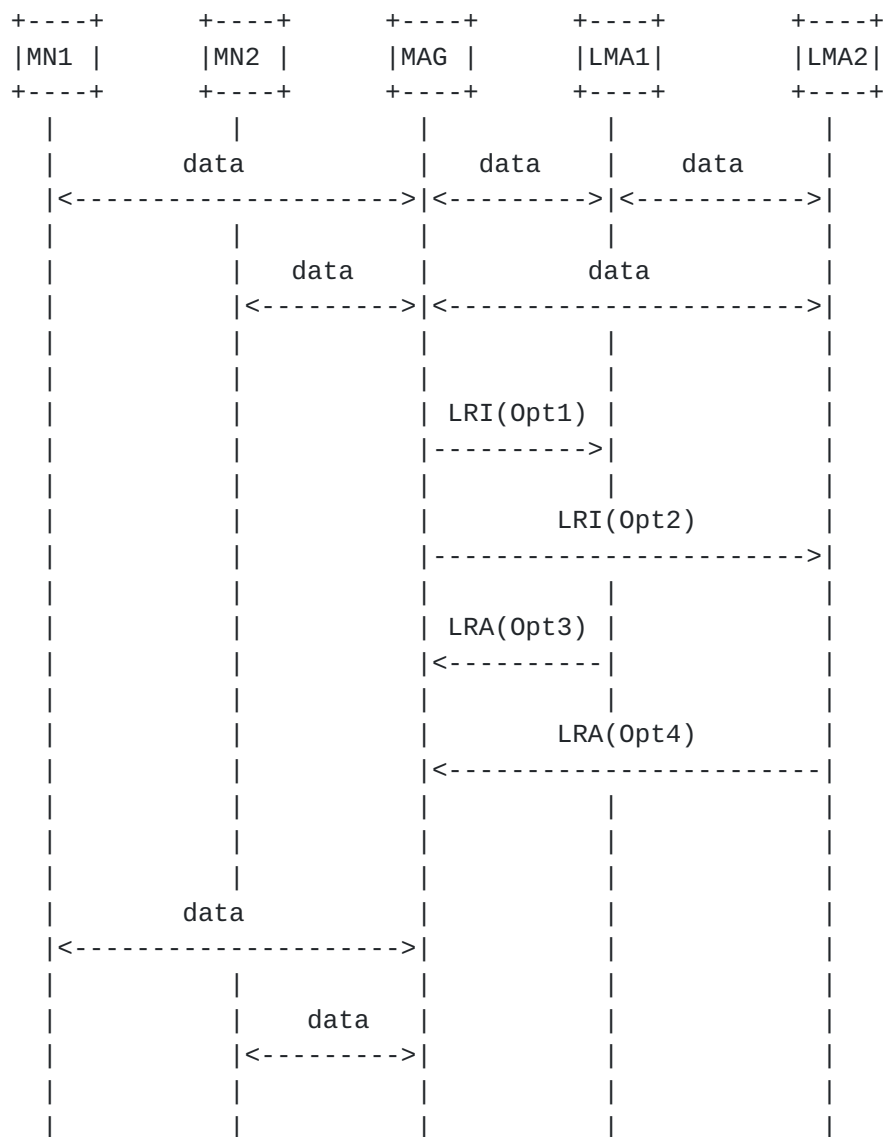 MN1 MN2 MAG LMA1 LMA2
data data data
data data
LRI(Opt1)
LRI(Opt2)
LRA(Opt3)
LRA(Opt4)
data
data